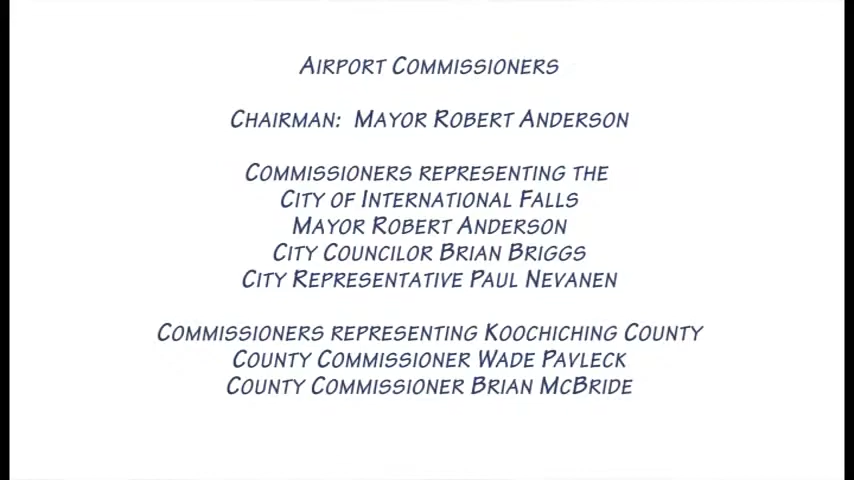 Airport Commissioners
Chairman: Mayor Robert Anderson
Commissioners representing the
City of International Falls
Mayor Robert Anderson
City Councilor Brian Briggs
City Representative Paul Nevanen
Commissioners representing Koochiching County
County Commissioner Wade Pavleck
County Commissioner Brian McBride